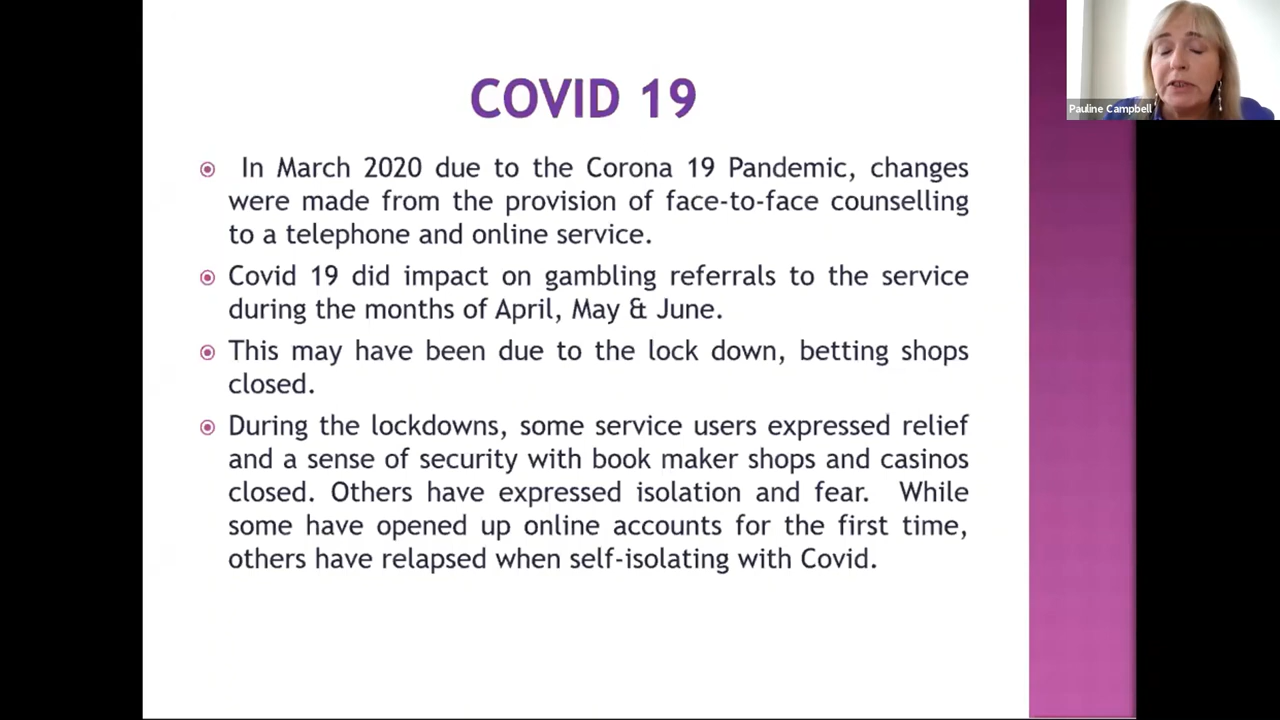 COVID 19
In March 2020 due to the Corona 19 Pandemic, changes
were made from the provision of face-to-face counselling
to a telephone and online service.
Covid 19 did impact on gambling referrals to the service
during the months of April, May & June.
This may have been due to the lock down, betting shops
closed.
During the lockdowns, some service users expressed relief
and a sense of security with book maker shops and casinos
closed. Others have expressed isolation and fear. While
some have opened up online accounts for the first time,
others have relapsed when self-isolating with Covid.
Pauline Campbell